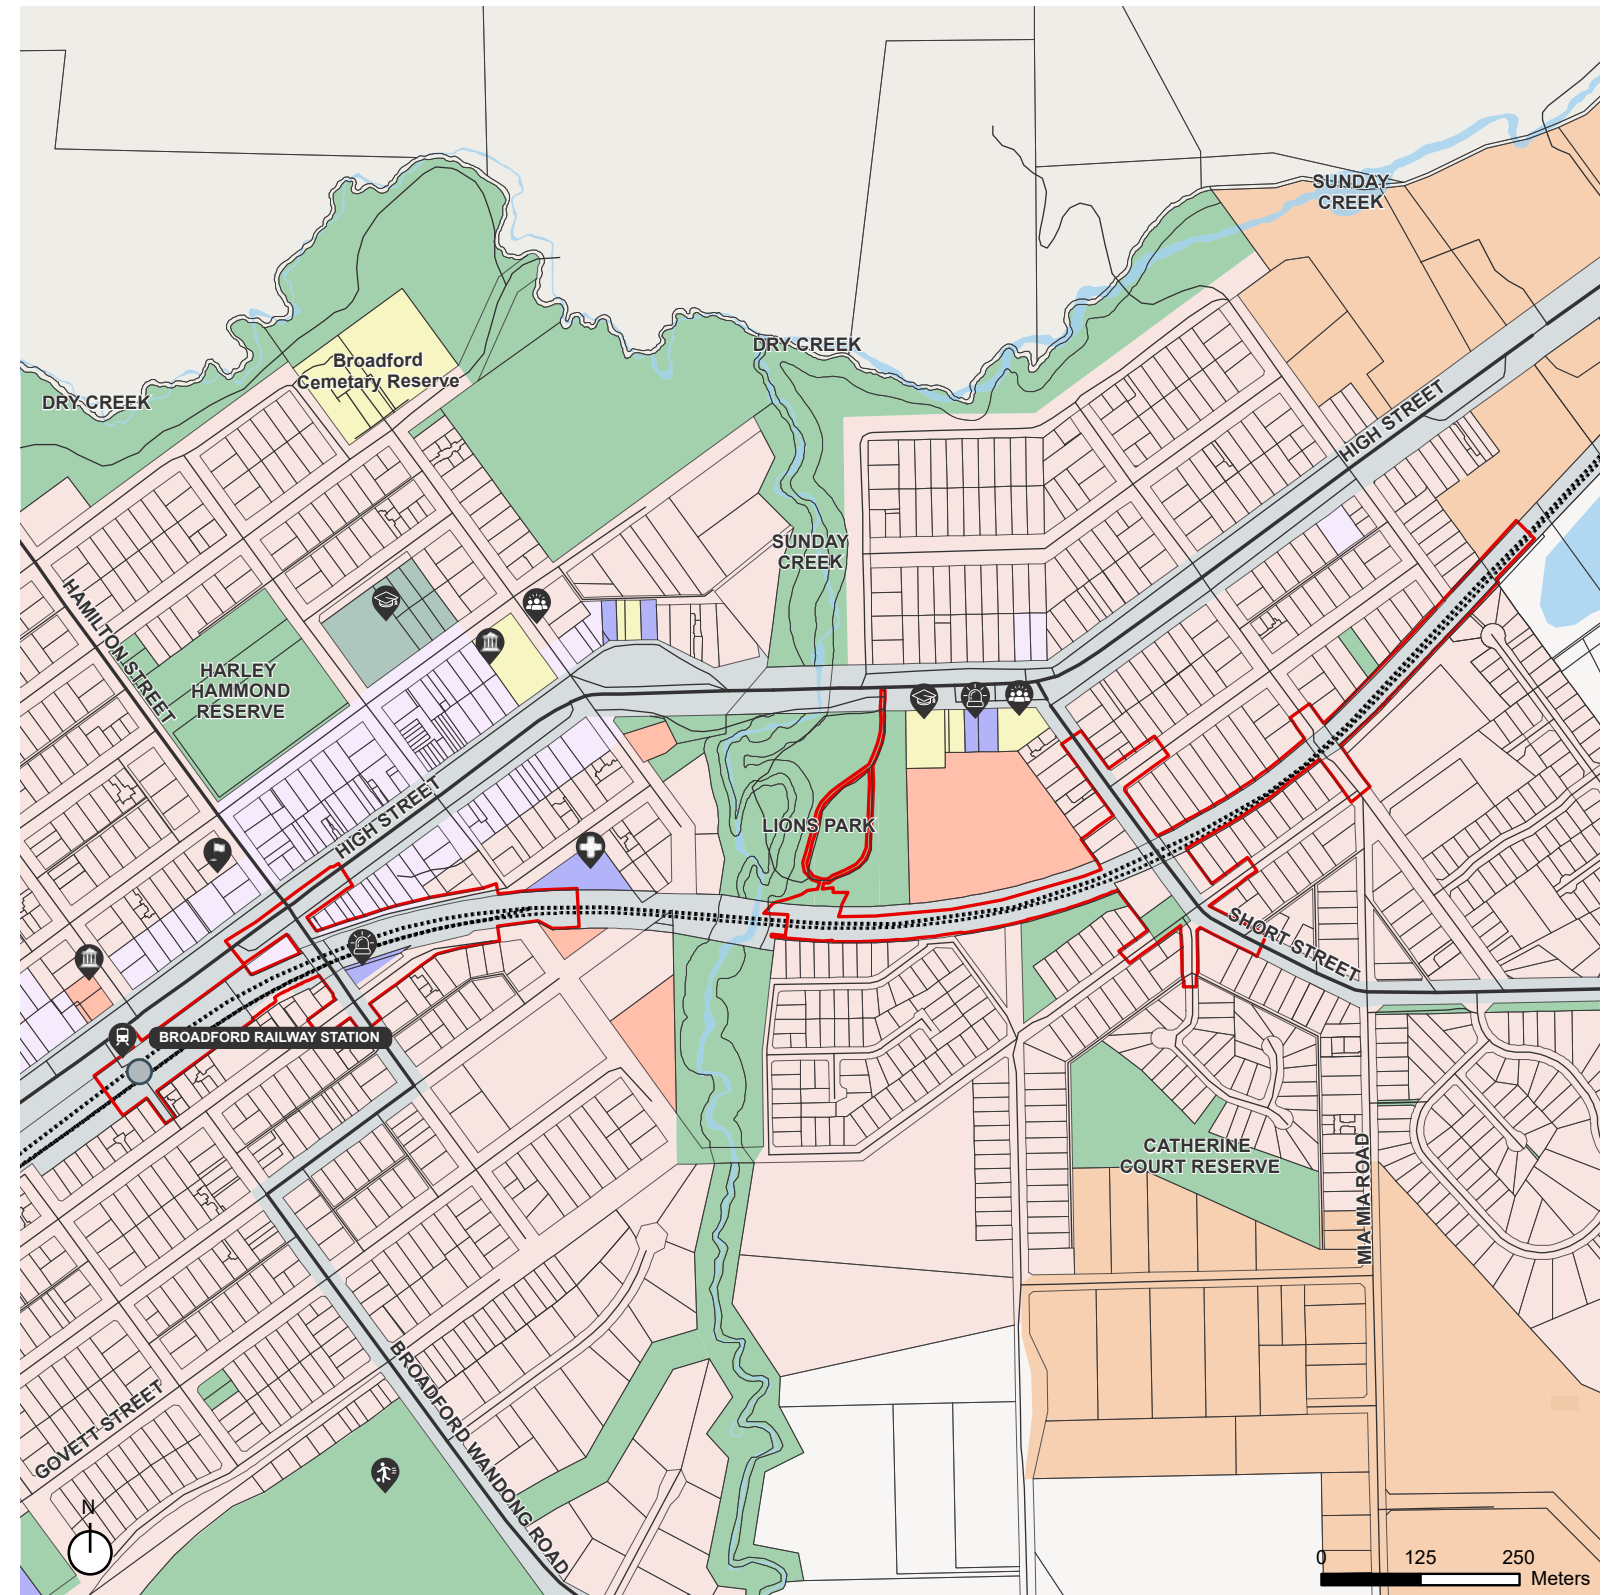 SUNDAY
CREEK
DRY CREEK
Broadford
Cemetary Reserve
DRY CREEK
HIGH STREET
SUNDAY
CREEK
HAMILTON STREET
HARLEY
HAMMOND
RESERVE
HIGH STREET
LIONS PARK
SHORT STREET
BROADFORD RAILWAY STATION
CATHERINE
COURT RESERVE
MIA MIA ROAD
BROADFORD WANDONG ROAD
GOVETT STREET
N
0 125 250
Meters